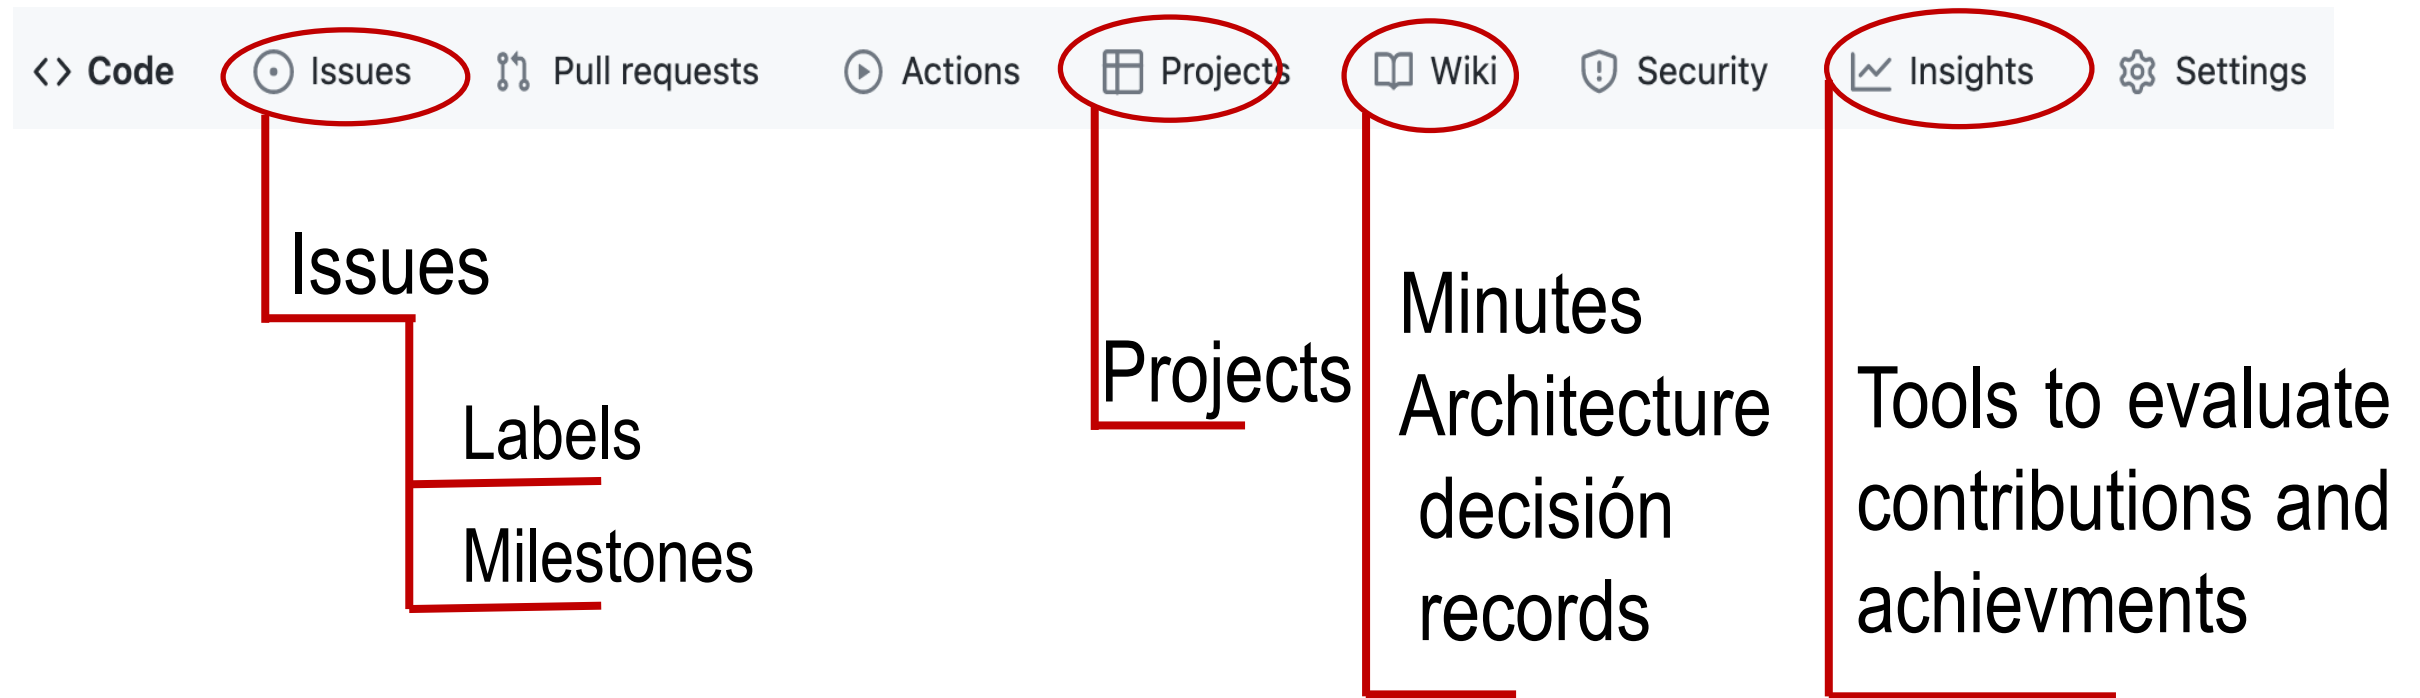 Code Issues Pull requests Actions Projects Wiki Security Insights Settings
Issues
Labels
Milestones
Projects
Minutes
Architecture
decisión
records
Tools to evaluate
contributions and
achievments